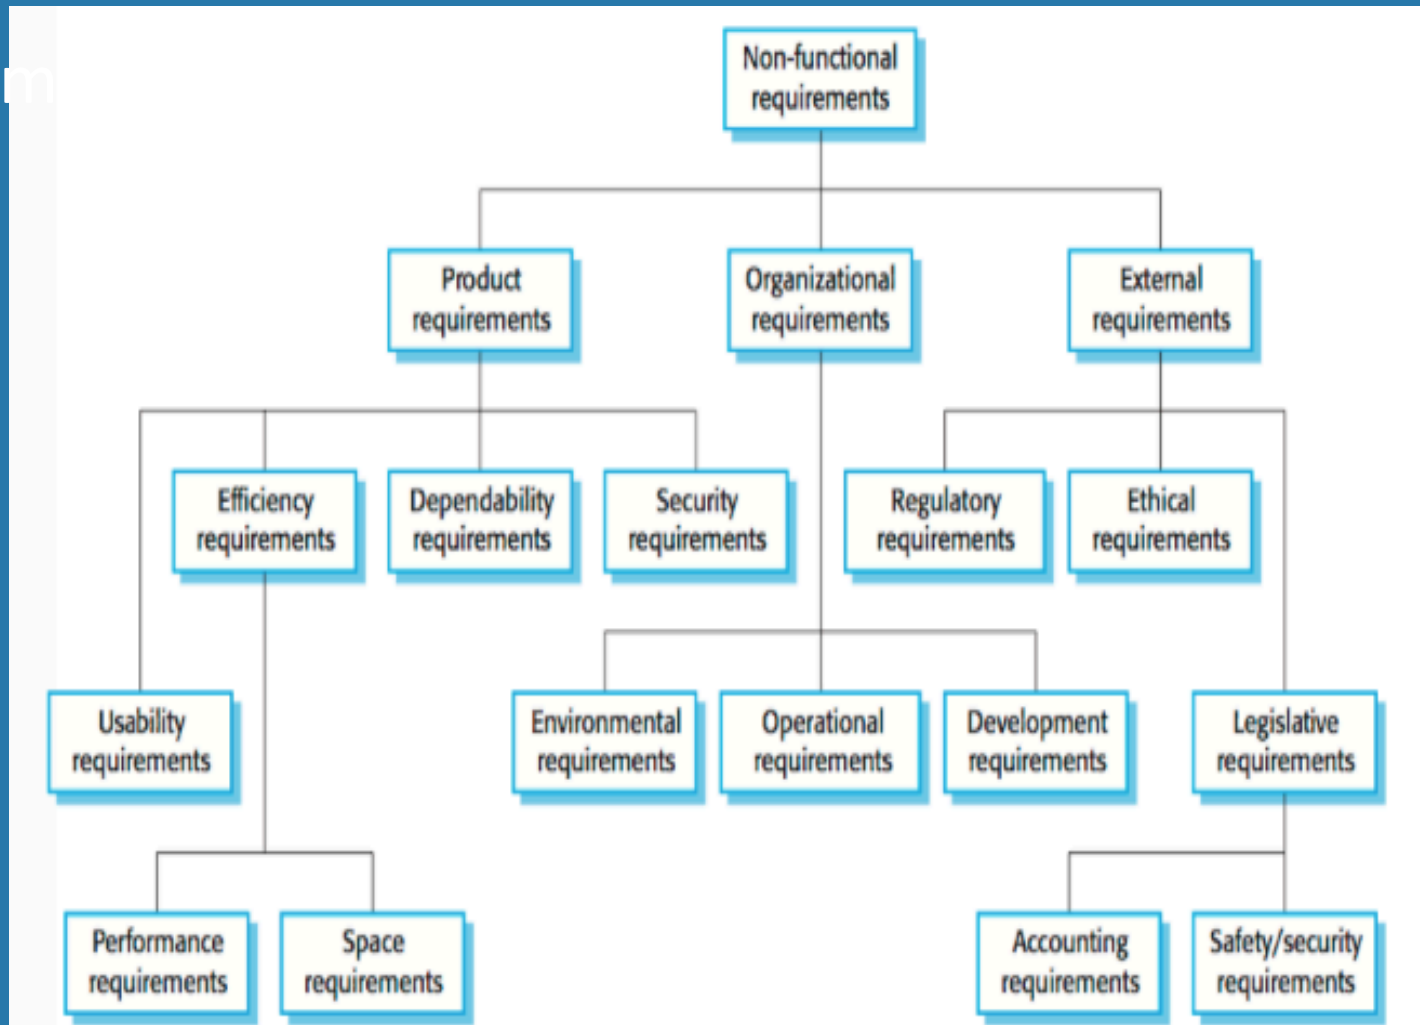 m
Non-functional
requirements
Product
requirements
Organizational
requirements
External
requirements
Efficiency
requirements
Dependability
requirements
Security
requirements
Regulatory
requirements
Ethical
requirements
Usability
requirements
Environmental
requirements
Operational
requirements
Development
requirements
Legislative
requirements
Performance
requirements
Space
requirements
Accounting
requirements
Safety/security
requirements